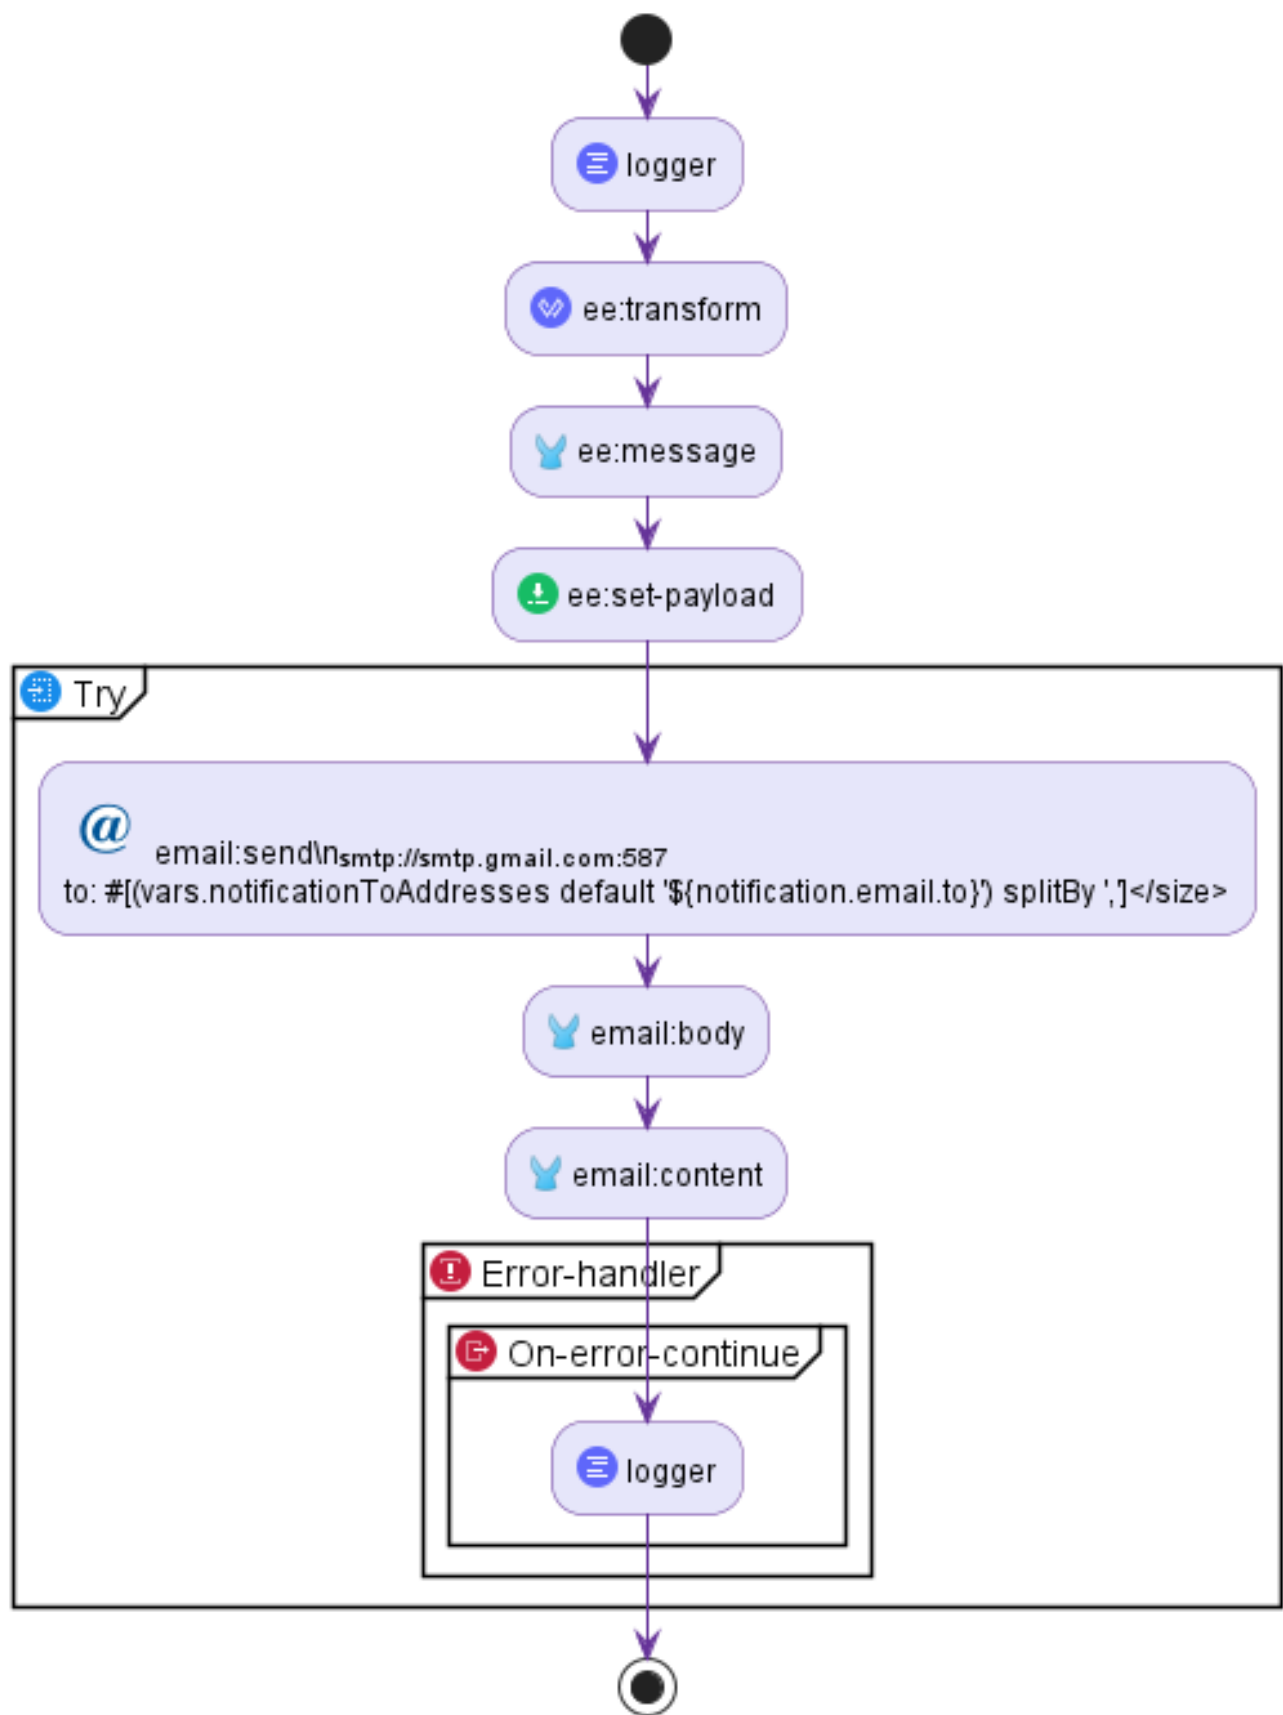 logger
ee:transform
ee:message
ee:set-payload
Try
@
email:send\nsmtp://smtp.gmail.com:587
to: #[(vars.notificationToAddresses default '${notification.email.to}') splitBy ',']</size>
email:body
email:content
Error-handler
On-error-continue
logger